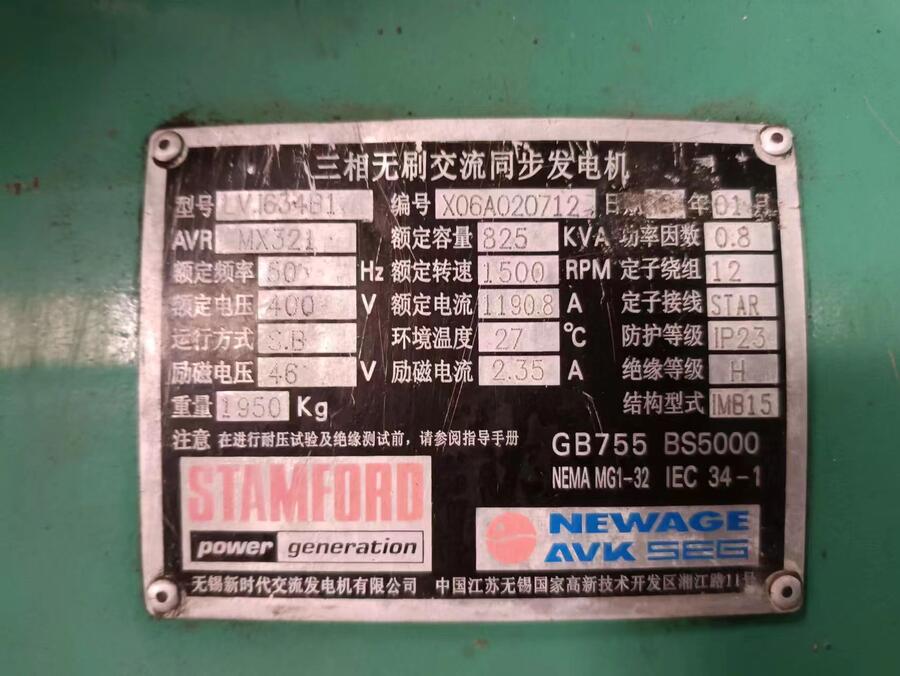 三相无刷交流同步发电机
型号 LVJ634B1 编号 X06A020712 日期 年 01 月
AVR MX321 额定容量 825 KVA 功率因数 0.8
额定频率 50 Hz 额定转速 1500 RPM 定子绕组 12
额定电压 400 V 额定电流 1190.8 A 定子接线 STAR
运行方式 S.B 环境温度 27 ℃ 防护等级 IP23
励磁电压 46 V 励磁电流 2.35 A 绝缘等级 H
重量 1950 Kg 结构型式 IMB15
注意 在进行耐压试验及绝缘测试前，请参阅指导手册
GB755 BS5000
NEMA MG1-32 IEC 34-1
STAMFORD
power generation
NEWAGE
AVK SEG
无锡新时代交流发电机有限公司 中国江苏无锡国家高新技术开发区湘江路11号